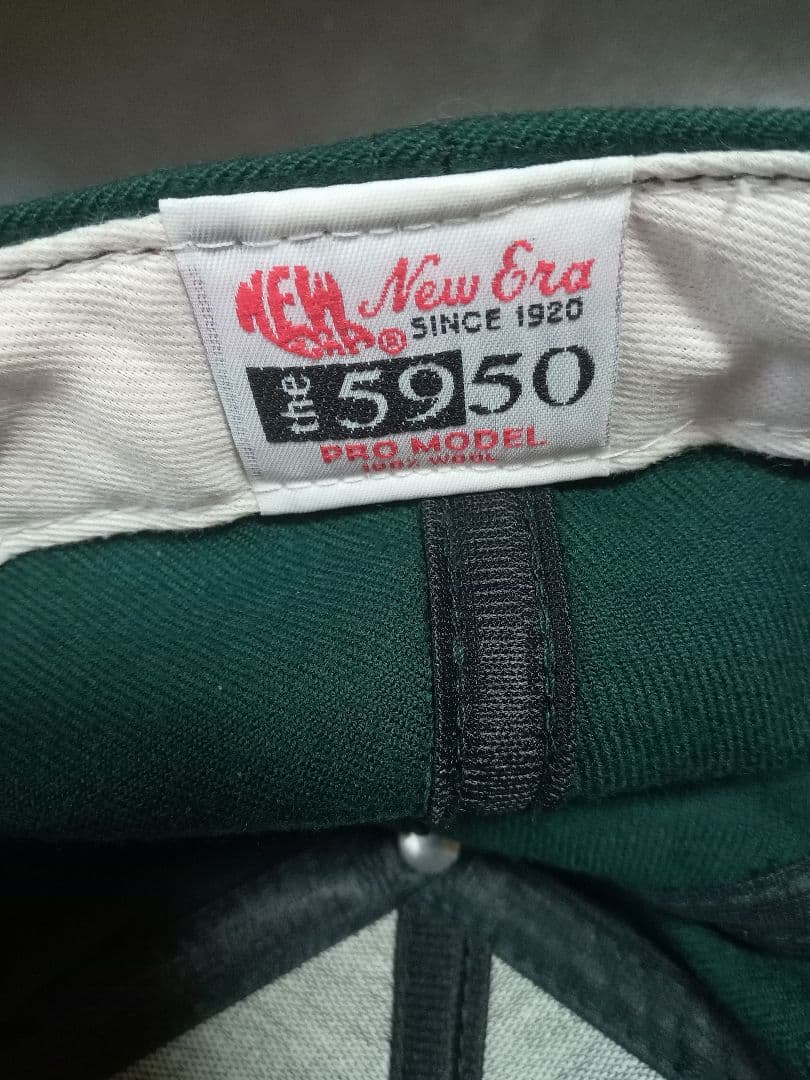 NEW ERA ® New Era
SINCE 1920
the 5950
PRO MODEL
100% WOOL